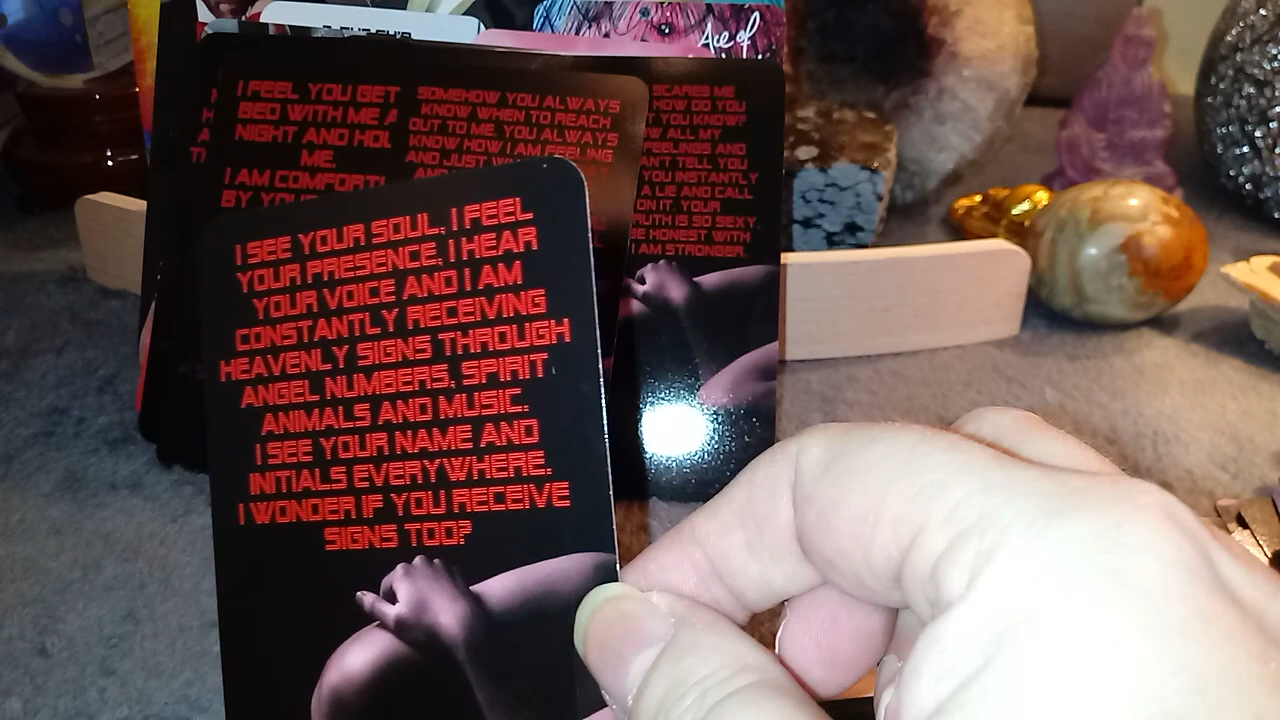 Ace of
I FEEL YOU GET
BED WITH ME
NIGHT AND
ME.
I AM
BY
SOMEHOW YOU ALWAYS
KNOW WHEN TO REACH
OUT TO ME. YOU ALWAYS
KNOW HOW I AM FEELING
AND JUST
SCARES ME
HOW DO YOU
YOU KNOW?
ALL MY
FEELINGS AND
TELL YOU
YOU INSTANTLY
A LIE AND CALL
ON IT. YOUR
IS SO SEXY.
HONEST WITH
I AM STRONGER.
I SEE YOUR SOUL, I FEEL
YOUR PRESENCE, I HEAR
YOUR VOICE AND I AM
CONSTANTLY RECEIVING
HEAVENLY SIGNS THROUGH
ANGEL NUMBERS, SPIRIT
ANIMALS AND MUSIC.
I SEE YOUR NAME AND
INITIALS EVERYWHERE.
I WONDER IF YOU RECEIVE
SIGNS TOO?